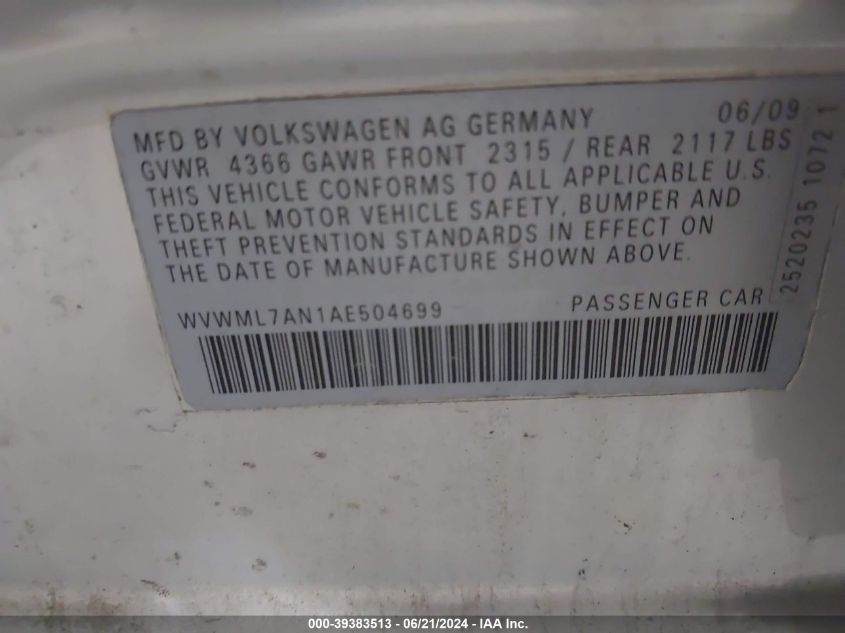 MFD BY VOLKSWAGEN AG GERMANY 06/09
GVWR 4366 GAWR FRONT 2315 / REAR 2117 LBS
THIS VEHICLE CONFORMS TO ALL APPLICABLE U.S.
FEDERAL MOTOR VEHICLE SAFETY, BUMPER AND
THEFT PREVENTION STANDARDS IN EFFECT ON
THE DATE OF MANUFACTURE SHOWN ABOVE.
WVWML7AN1AE504699 PASSENGER CAR
2520235 1072 1
000-39383513 - 06/21/2024 - IAA Inc.